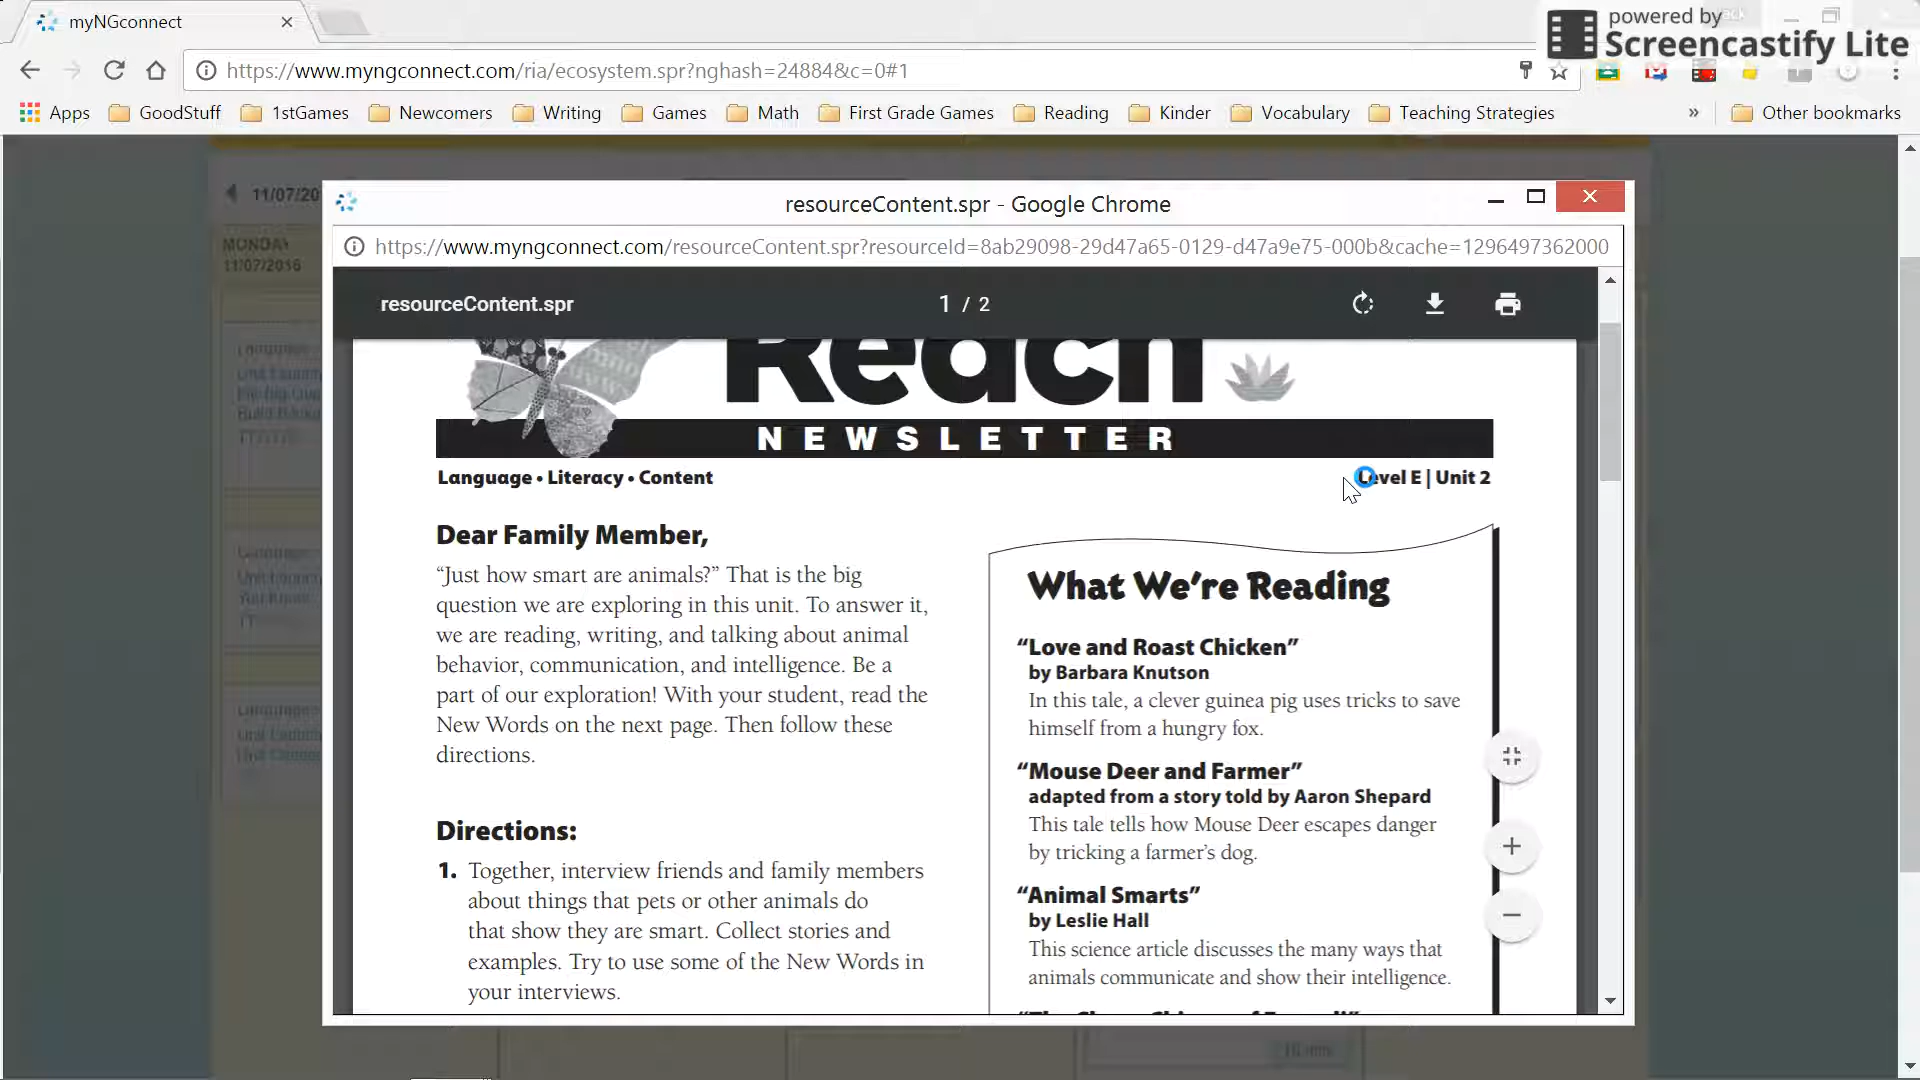 myNGconnect
powered by
Screencastify Lite
https://www.myngconnect.com/ria/ecosystem.spr?nghash=24884&c=0#1
Apps GoodStuff 1stGames Newcomers Writing Games Math First Grade Games Reading Kinder Vocabulary Teaching Strategies » Other bookmarks
11/07/20
MONDAY
11/07/2016
resourceContent.spr - Google Chrome
https://www.myngconnect.com/resourceContent.spr?resourceId=8ab29098-29d47a65-0129-d47a9e75-000b&cache=1296497362000
resourceContent.spr 1 / 2
Reach
NEWSLETTER
Language • Literacy • Content
Level E | Unit 2
Dear Family Member,
“Just how smart are animals?” That is the big
question we are exploring in this unit. To answer it,
we are reading, writing, and talking about animal
behavior, communication, and intelligence. Be a
part of our exploration! With your student, read the
New Words on the next page. Then follow these
directions.
Directions:
1. Together, interview friends and family members
about things that pets or other animals do
that show they are smart. Collect stories and
examples. Try to use some of the New Words in
your interviews.
What We’re Reading
“Love and Roast Chicken”
by Barbara Knutson
In this tale, a clever guinea pig uses tricks to save
himself from a hungry fox.
“Mouse Deer and Farmer”
adapted from a story told by Aaron Shepard
This tale tells how Mouse Deer escapes danger
by tricking a farmer’s dog.
“Animal Smarts”
by Leslie Hall
This science article discusses the many ways that
animals communicate and show their intelligence.